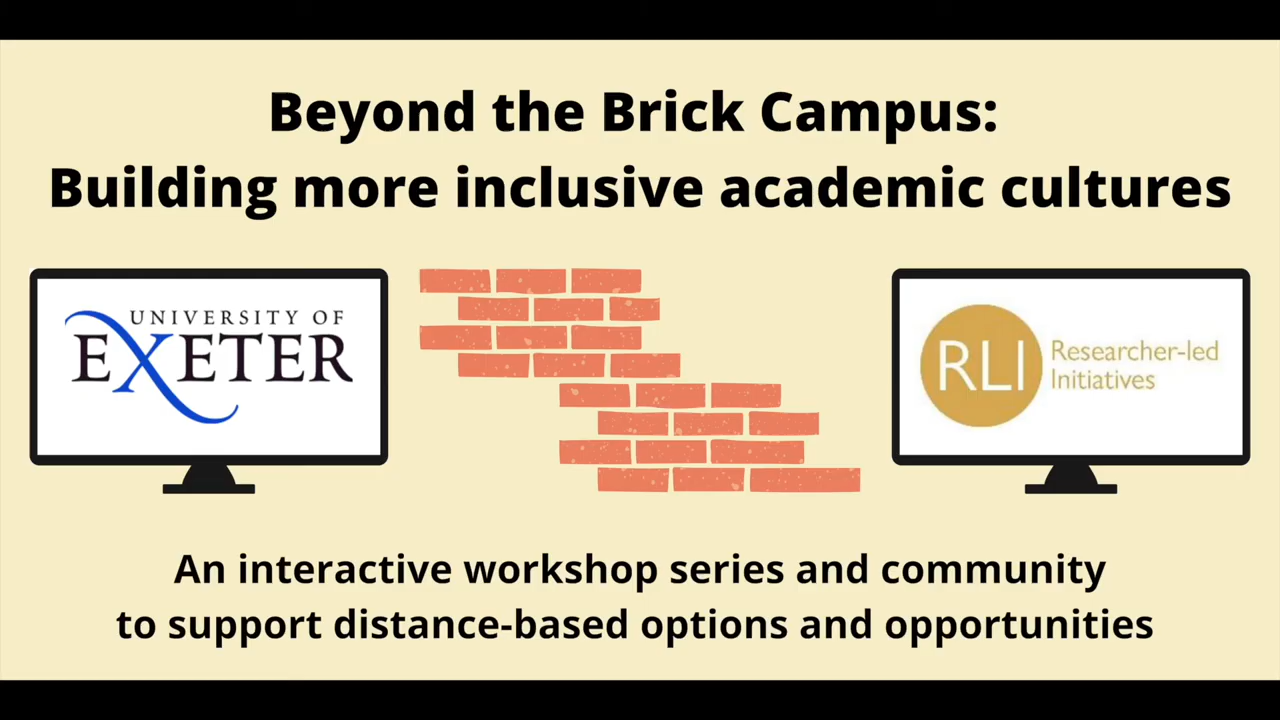 Beyond the Brick Campus:
Building more inclusive academic cultures
UNIVERSITY OF
EXETER
RLI
Researcher-led
Initiatives
An interactive workshop series and community
to support distance-based options and opportunities